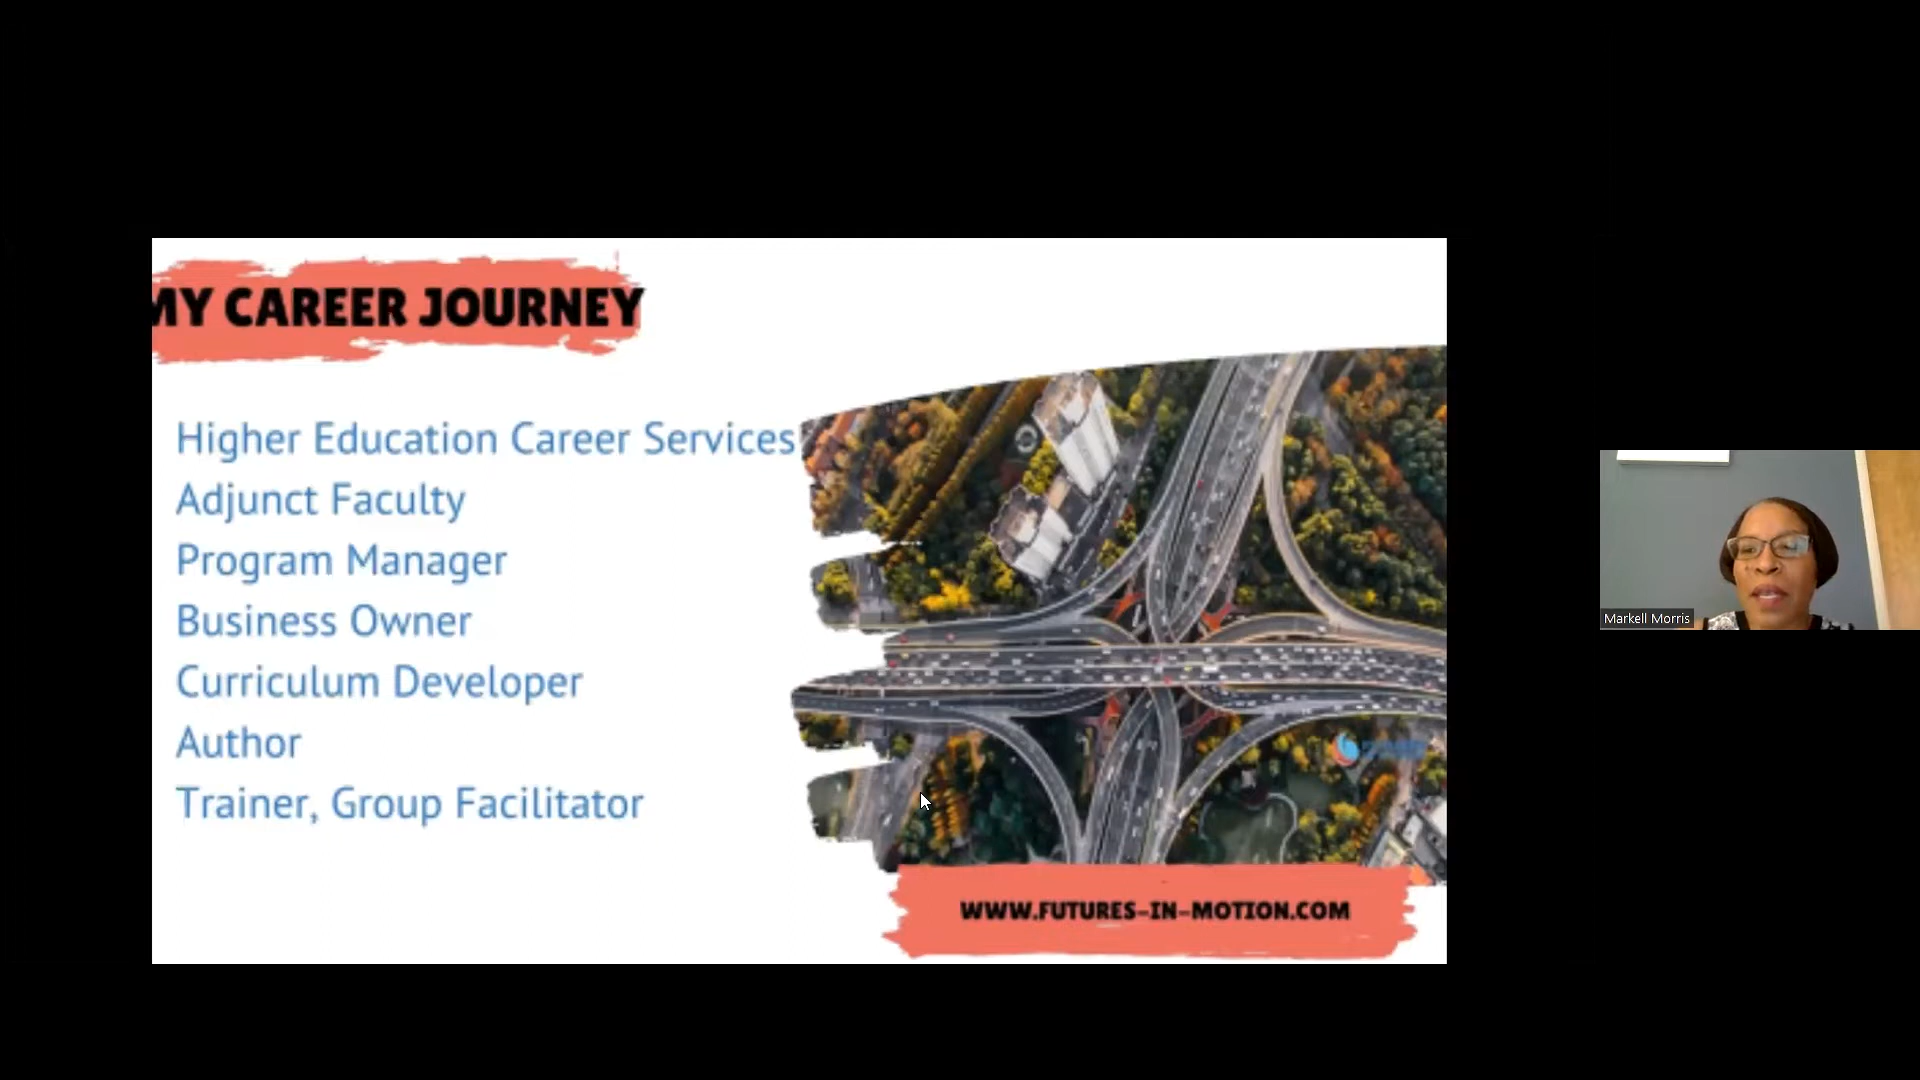 MY CAREER JOURNEY
Higher Education Career Services
Adjunct Faculty
Program Manager
Business Owner
Curriculum Developer
Author
Trainer, Group Facilitator
WWW.FUTURES-IN-MOTION.COM
Markell Morris